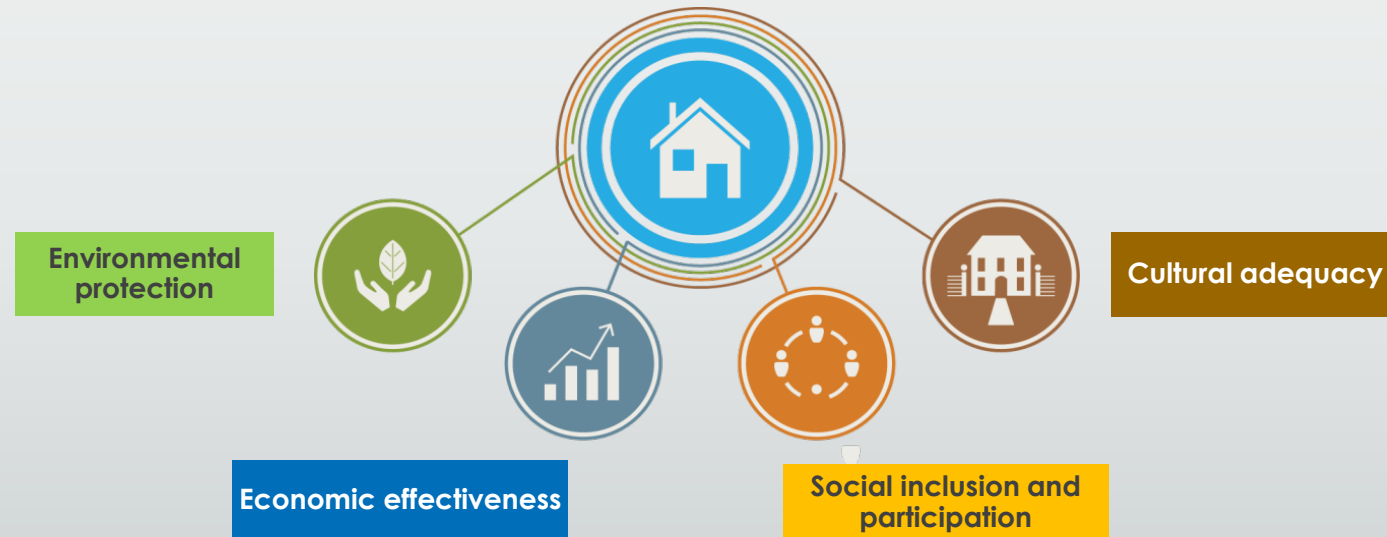 Environmental
protection
Cultural adequacy
Economic effectiveness
Social inclusion and
participation